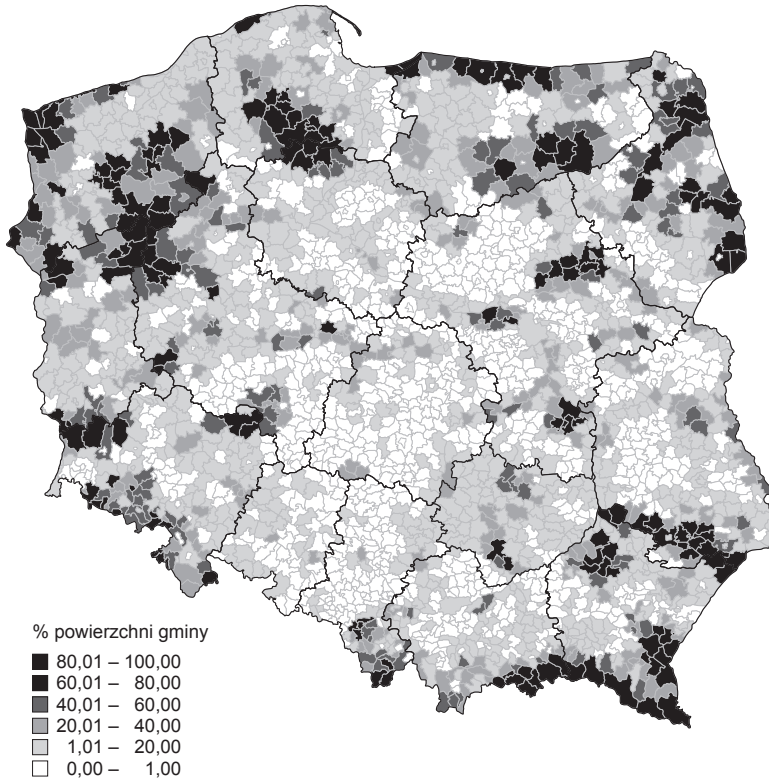 % powierzchni gminy
80,01 – 100,00
60,01 – 80,00
40,01 – 60,00
20,01 – 40,00
1,01 – 20,00
0,00 – 1,00